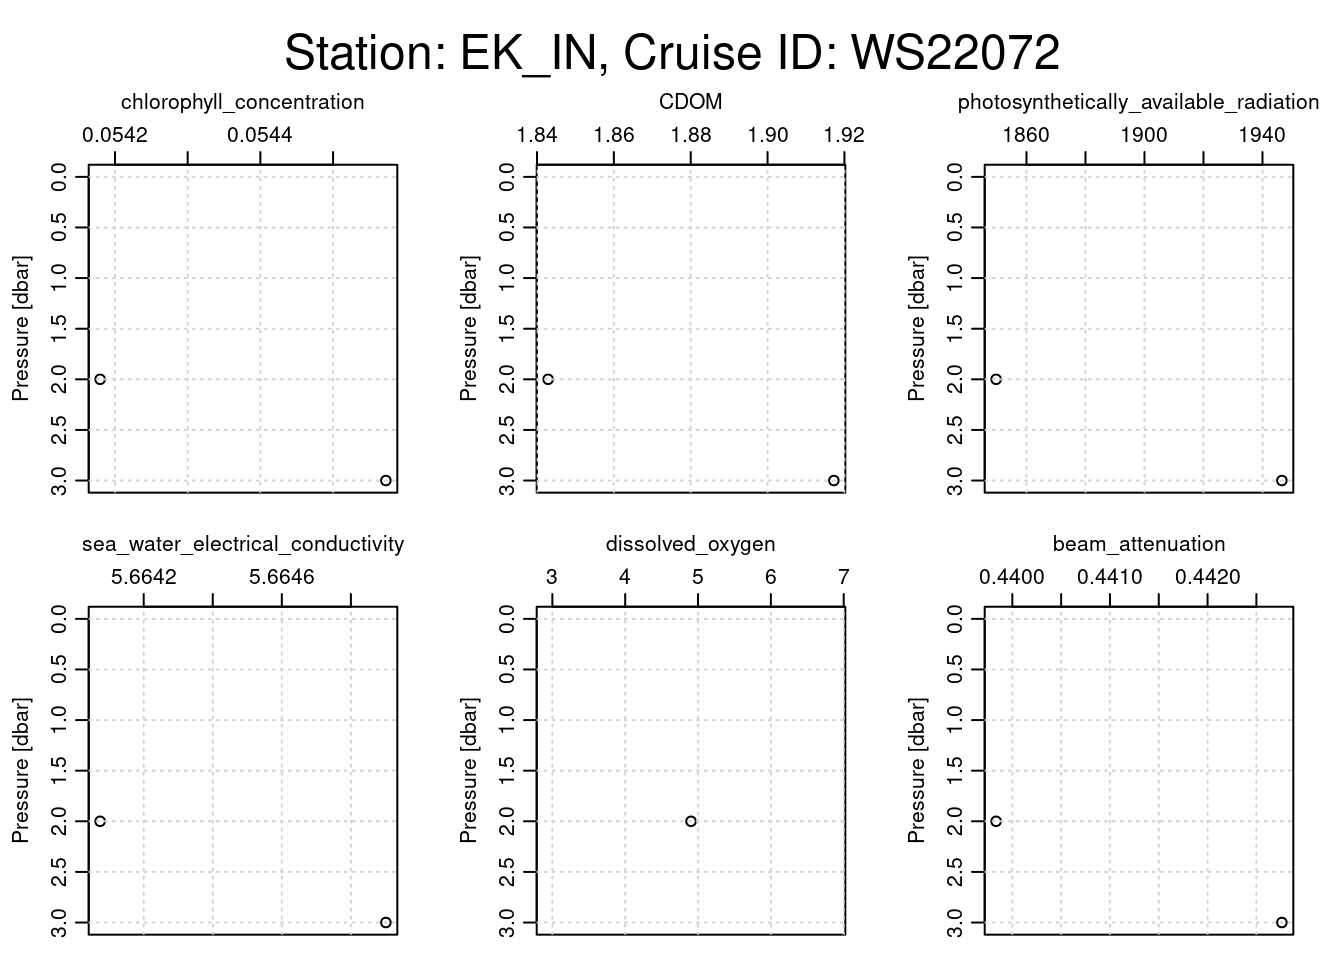 Station: EK_IN, Cruise ID: WS22072
chlorophyll_concentration
0.0542 0.0544
Pressure [dbar]
0.0 0.5 1.0 1.5 2.0 2.5 3.0
CDOM
1.84 1.86 1.88 1.90 1.92
Pressure [dbar]
0.0 0.5 1.0 1.5 2.0 2.5 3.0
photosynthetically_available_radiation
1860 1900 1940
Pressure [dbar]
0.0 0.5 1.0 1.5 2.0 2.5 3.0
sea_water_electrical_conductivity
5.6642 5.6646
Pressure [dbar]
0.0 0.5 1.0 1.5 2.0 2.5 3.0
dissolved_oxygen
3 4 5 6 7
Pressure [dbar]
0.0 0.5 1.0 1.5 2.0 2.5 3.0
beam_attenuation
0.4400 0.4410 0.4420
Pressure [dbar]
0.0 0.5 1.0 1.5 2.0 2.5 3.0